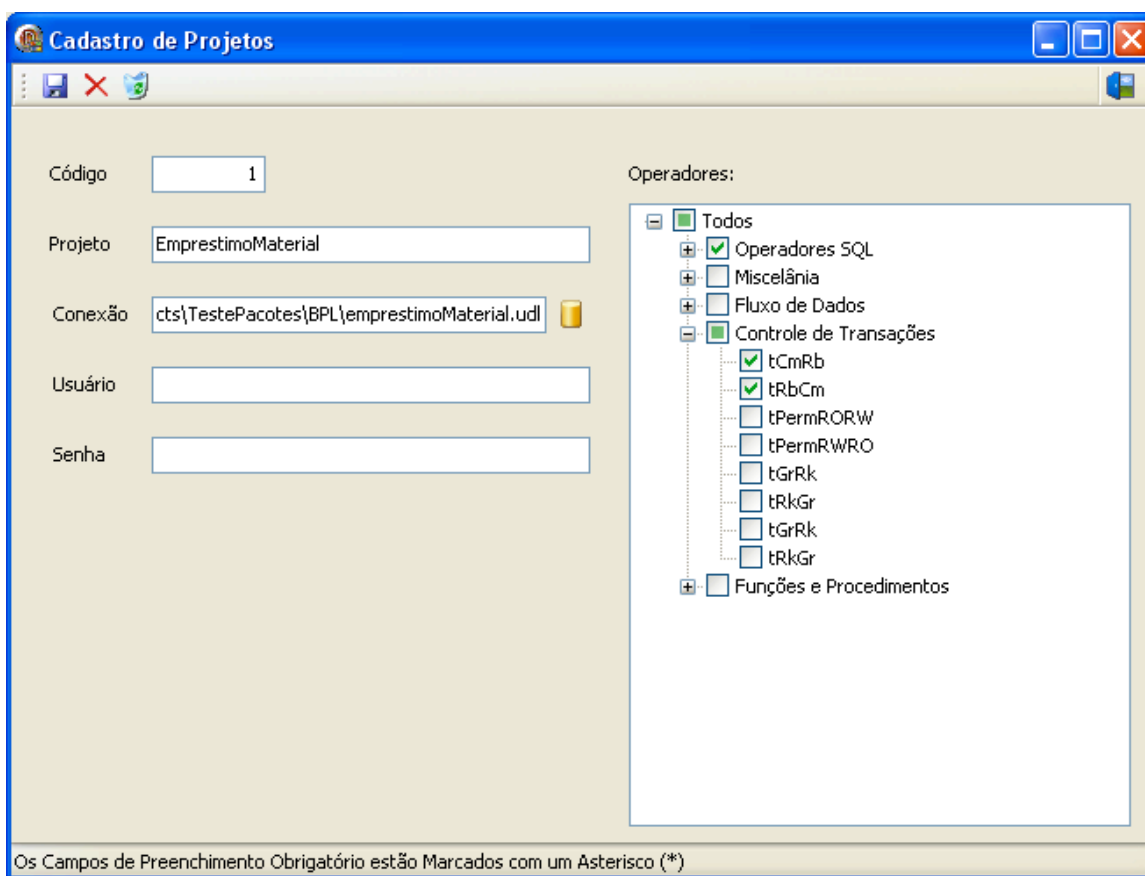 Cadastro de Projetos
Código
1
Projeto
EmprestimoMaterial
Conexão
cts\TestePacotes\BPL\emprestimoMaterial.udl
Usuário
Senha
Operadores:
Todos
Operadores SQL
Miscelânia
Fluxo de Dados
Controle de Transações
tCmRb
tRbCm
tPermRORW
tPermRWRO
tGrRk
tRkGr
tGrRk
tRkGr
Funções e Procedimentos
Os Campos de Preenchimento Obrigatório estão Marcados com um Asterisco (*)